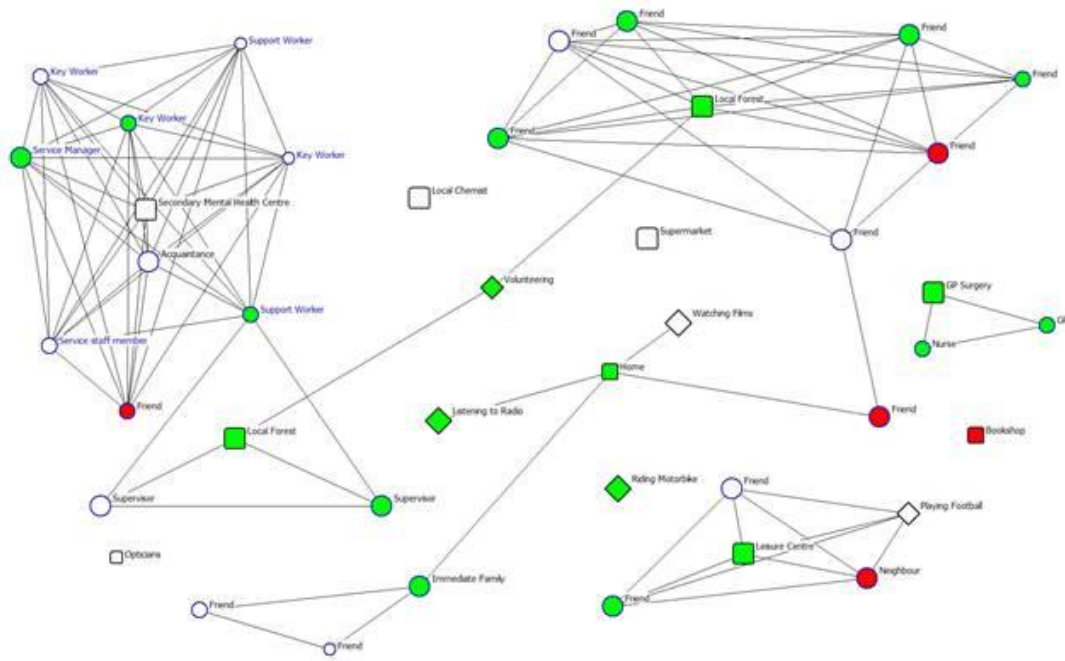 Friend
Friend
Friend
Support Worker
Key Worker
Friend
Local Forest
Key Worker
Friend
Friend
Service Manager
Key Worker
Local Chemist
Secondary Mental Health Centre
Supermarket
Friend
Acquaintance
Volunteering
GP Surgery
Support Worker
Watching Films
GP
Service staff member
Nurse
Home
Friend
Listening to Radio
Friend
Local Forest
Bookshop
Riding Motorbike
Friend
Supervisor
Supervisor
Playing Football
Leisure Centre
Opticians
Neighbour
Immediate Family
Friend
Friend
Friend